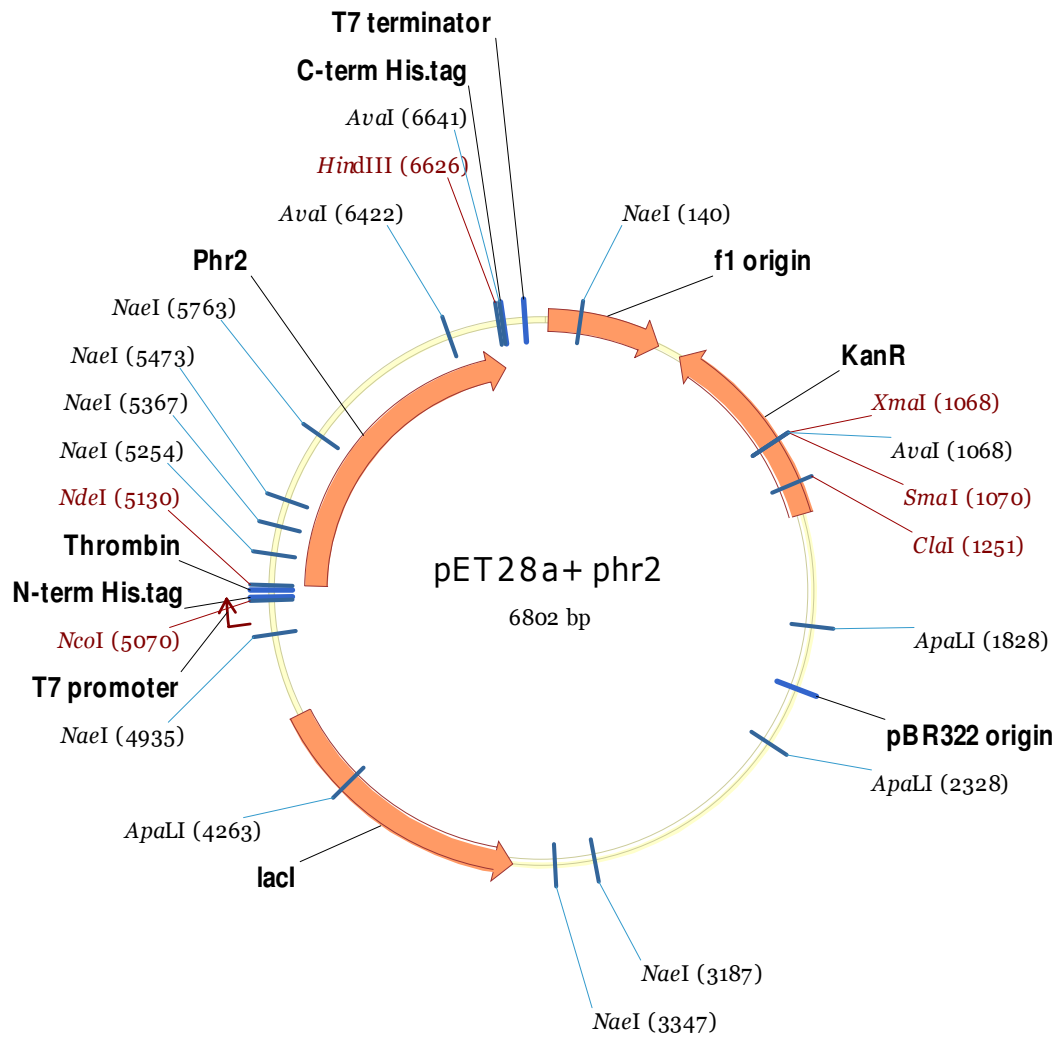 T7 terminator
C-term His.tag
AvaI (6641)
HindIII (6626)
AvaI (6422)
NaeI (140)
Phr2
f1 origin
NaeI (5763)
NaeI (5473)
KanR
NaeI (5367)
XmaI (1068)
NaeI (5254)
AvaI (1068)
NdeI (5130)
SmaI (1070)
Thrombin
ClaI (1251)
pET28a+phr2
N-term His.tag
6802 bp
NcoI (5070)
ApaLI (1828)
T7 promoter
NaeI (4935)
pBR322 origin
ApaLI (2328)
ApaLI (4263)
lacI
NaeI (3187)
NaeI (3347)